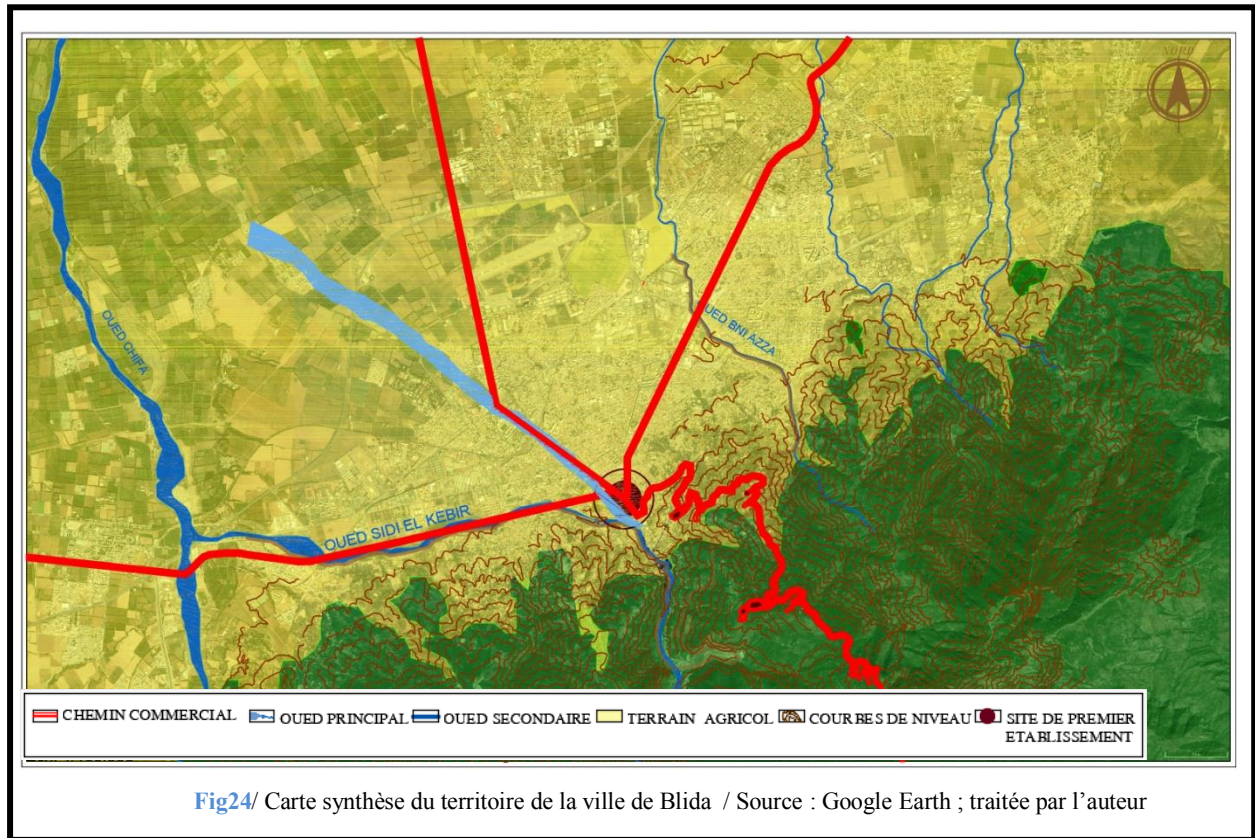 NORD
OUED CHIFA
UED BNI AZZA
OUED SIDI EL KEBIR
CHEMIN COMMERCIAL OUED PRINCIPAL OUED SECONDAIRE TERRAIN AGRICOL COURBES DE NIVEAU SITE DE PREMIER
ETABLISSEMENT
Fig24/ Carte synthèse du territoire de la ville de Blida / Source : Google Earth ; traitée par l’auteur